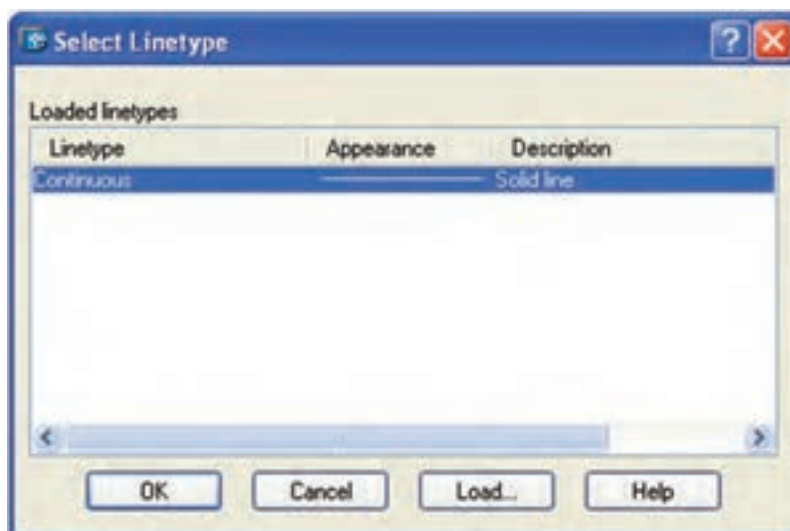 Select Linetype
Loaded linetypes
Linetype Appearance Description
Continuous Solid line
OK Cancel Load... Help